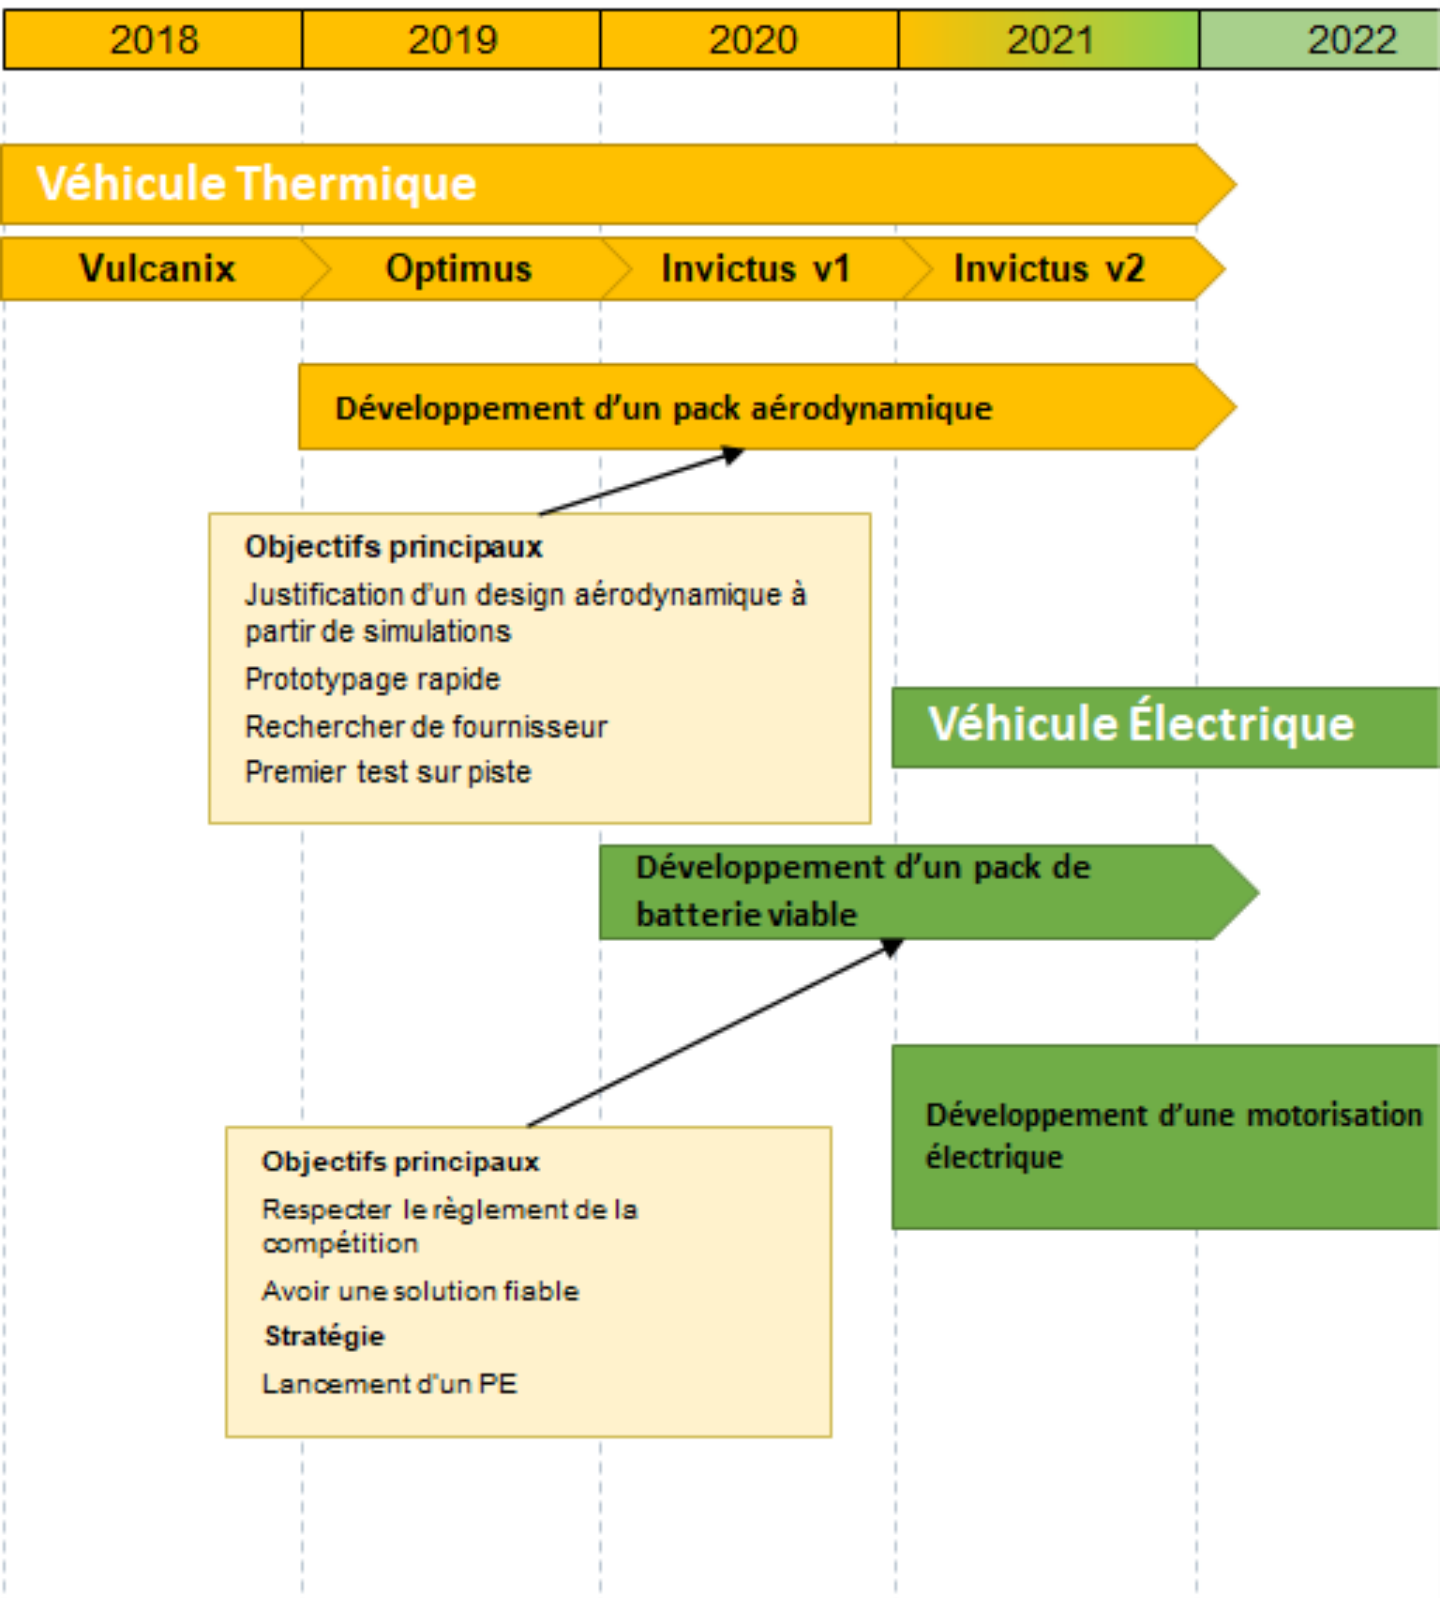 2018 2019 2020 2021 2022
Véhicule Thermique
Vulcanix Optimus Invictus v1 Invictus v2
Développement d'un pack aérodynamique
Objectifs principaux
Justification d'un design aérodynamique à
partir de simulations
Prototypage rapide
Rechercher de fournisseur
Premier test sur piste
Véhicule Électrique
Développement d'un pack de
batterie viable
Développement d'une motorisation
électrique
Objectifs principaux
Respecter le règlement de la
compétition
Avoir une solution fiable
Stratégie
Lancement d'un PE